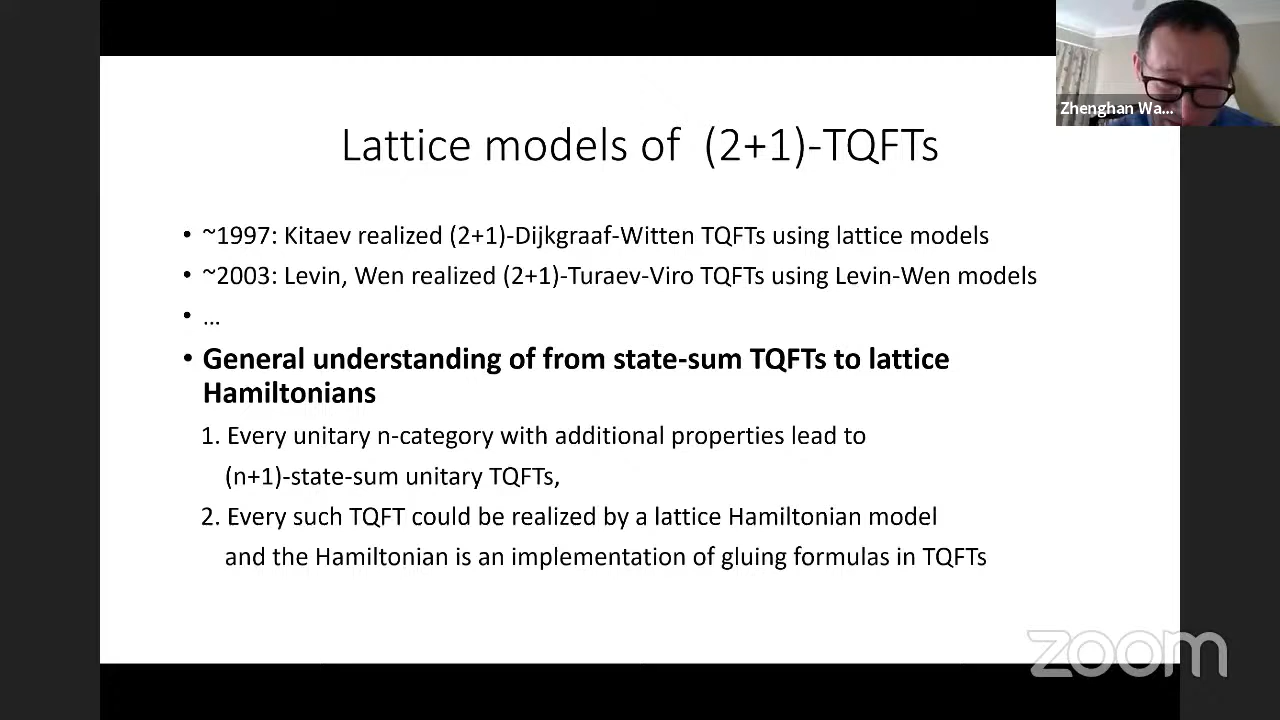 Zhenghan Wa...
Lattice models of (2+1)-TQFTs
• ~1997: Kitaev realized (2+1)-Dijkgraaf-Witten TQFTs using lattice models
• ~2003: Levin, Wen realized (2+1)-Turaev-Viro TQFTs using Levin-Wen models
• ...
• General understanding of from state-sum TQFTs to lattice
Hamiltonians
1. Every unitary n-category with additional properties lead to
(n+1)-state-sum unitary TQFTs,
2. Every such TQFT could be realized by a lattice Hamiltonian model
and the Hamiltonian is an implementation of gluing formulas in TQFTs
zoom